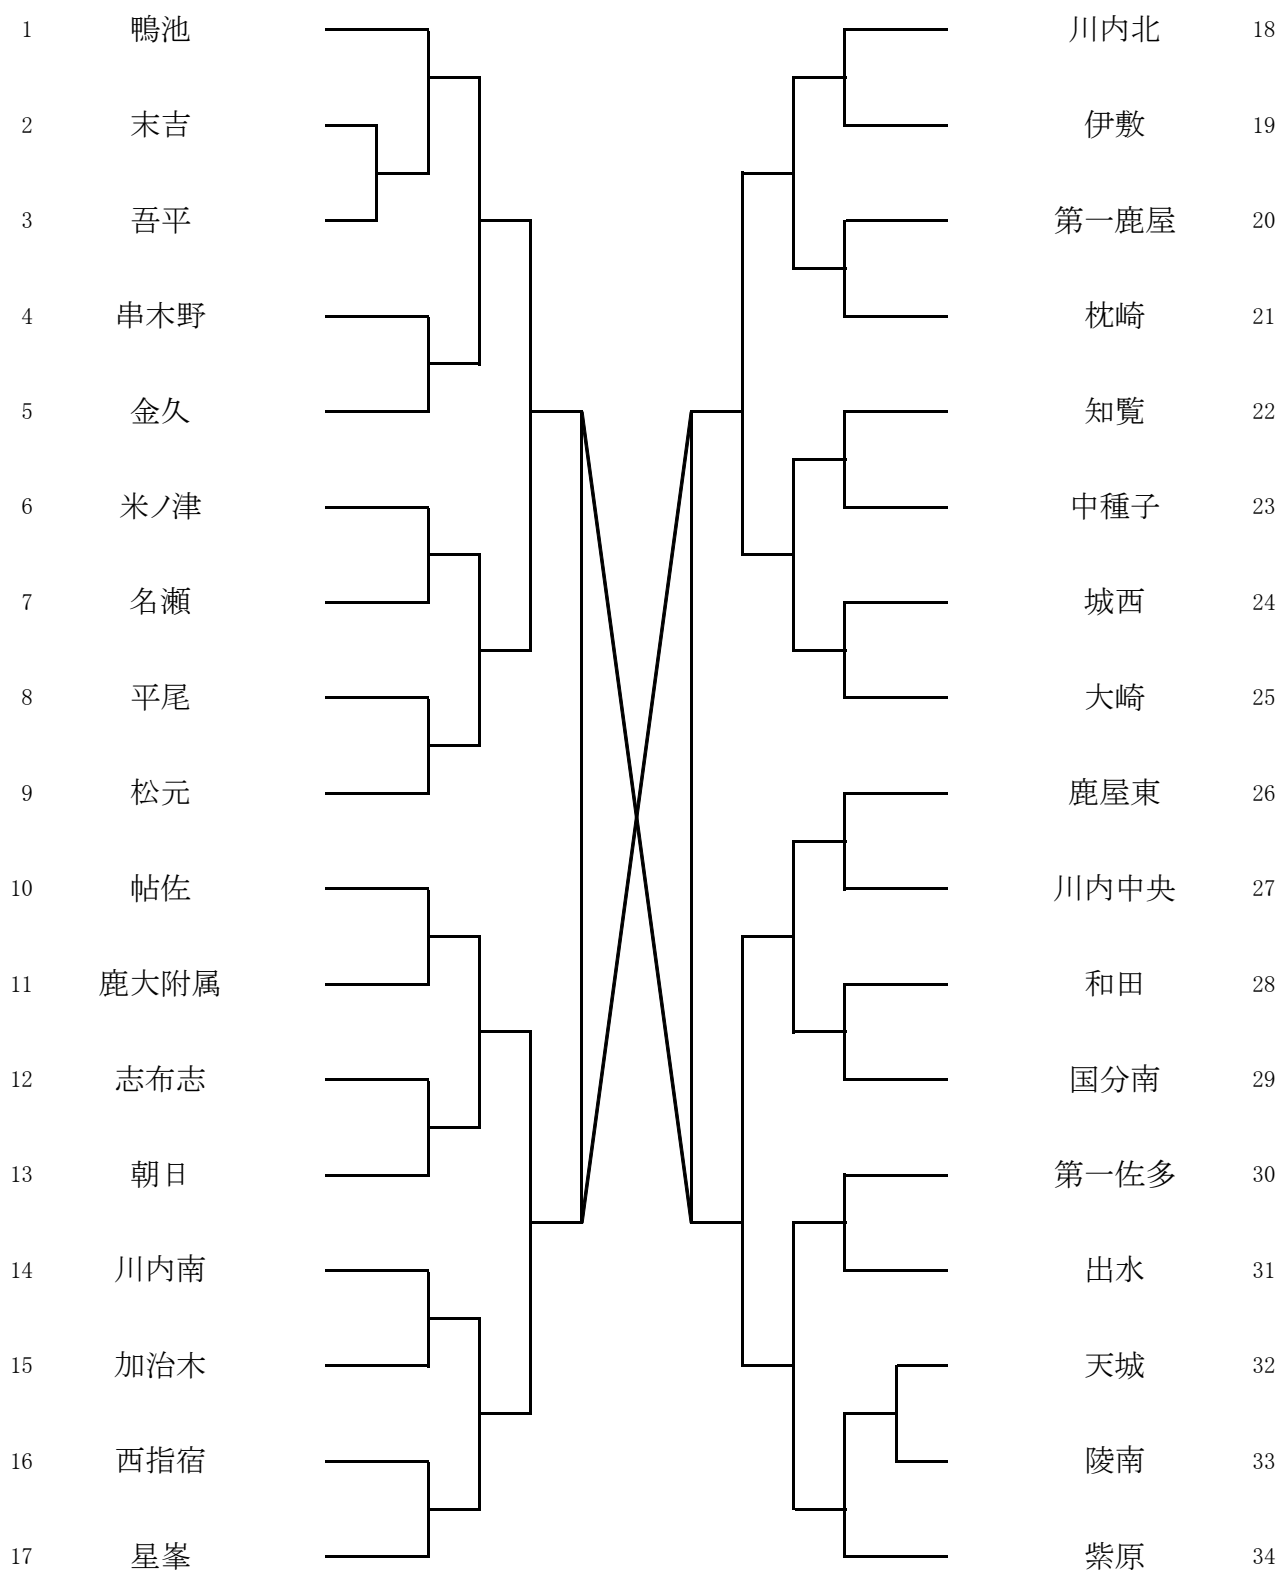 1 鴨池
2 末吉
3 吾平
4 串木野
5 金久
6 米ノ津
7 名瀬
8 平尾
9 松元
10 帖佐
11 鹿大附属
12 志布志
13 朝日
14 川内南
15 加治木
16 西指宿
17 星峯
川内北 18
伊敷 19
第一鹿屋 20
枕崎 21
知覧 22
中種子 23
城西 24
大崎 25
鹿屋東 26
川内中央 27
和田 28
国分南 29
第一佐多 30
出水 31
天城 32
陵南 33
紫原 34